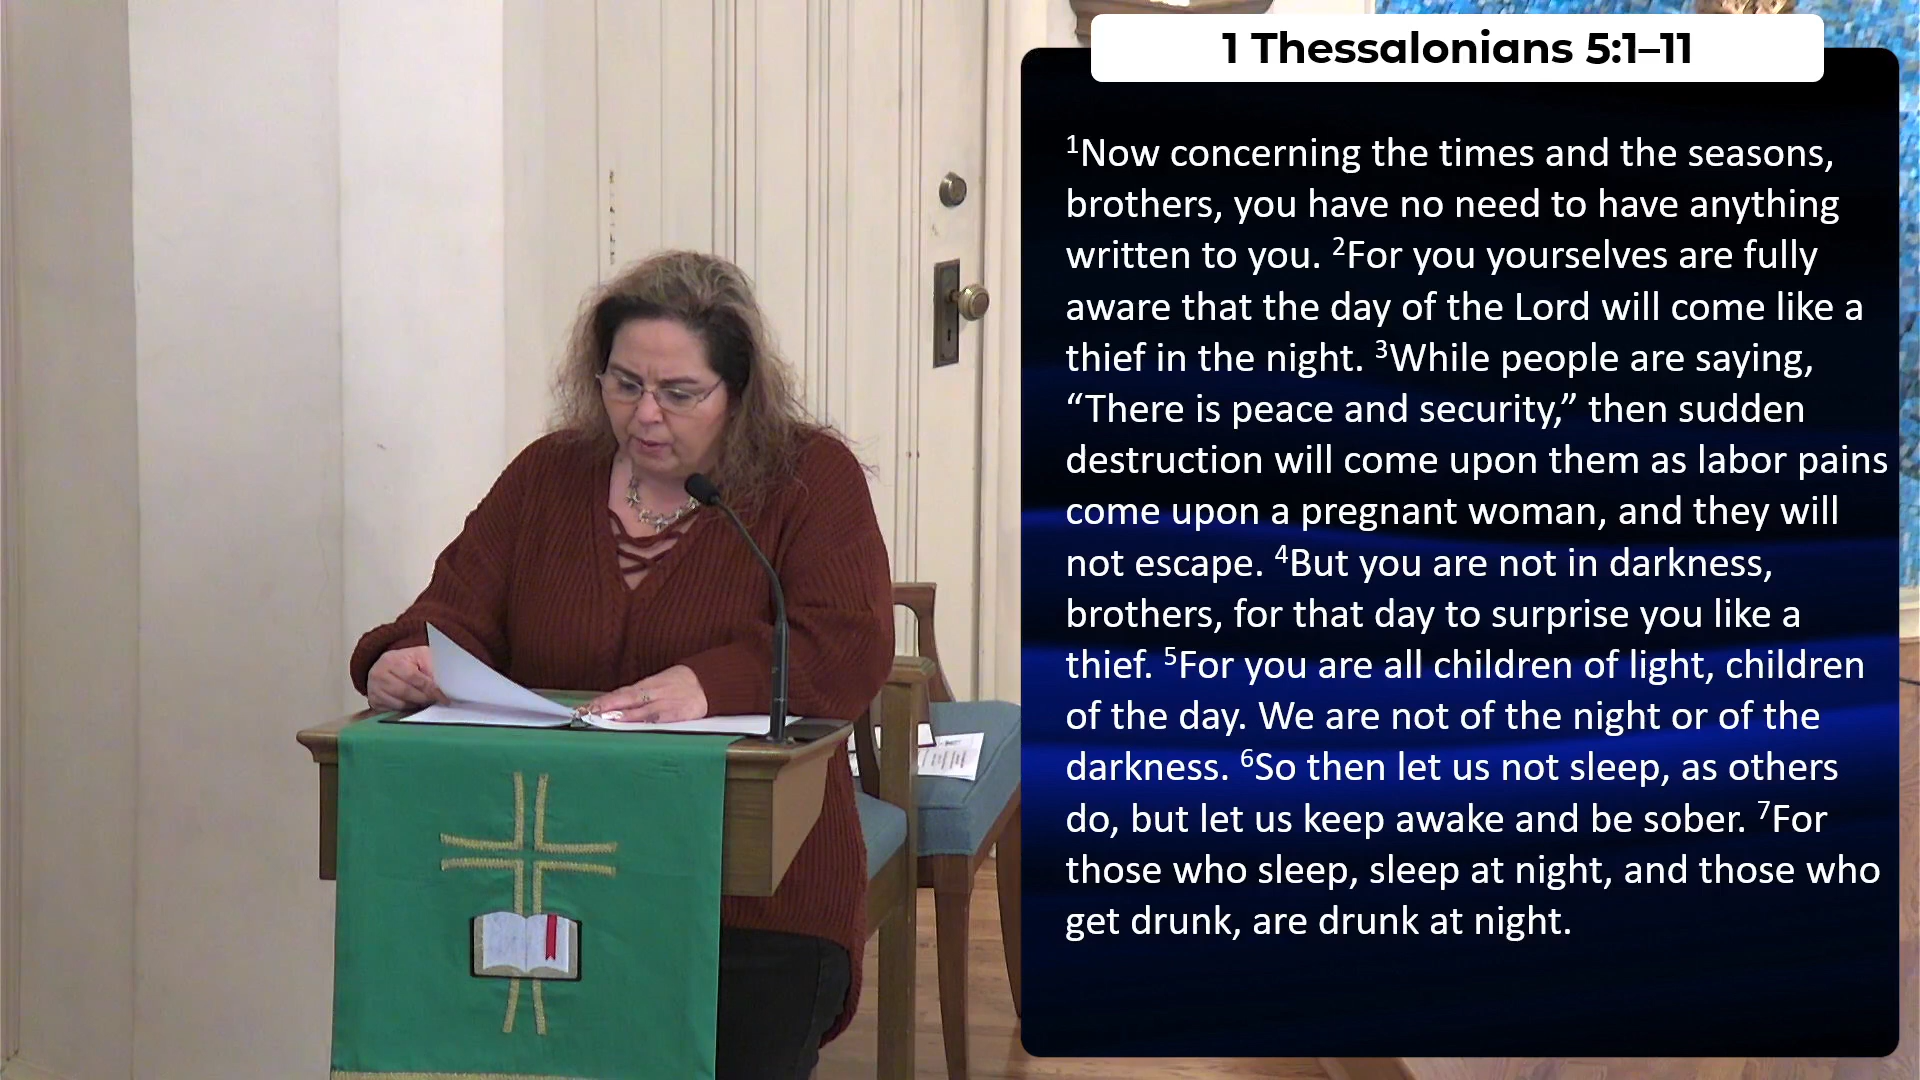 1 Thessalonians 5:1–11
¹Now concerning the times and the seasons,
brothers, you have no need to have anything
written to you. ²For you yourselves are fully
aware that the day of the Lord will come like a
thief in the night. ³While people are saying,
“There is peace and security,” then sudden
destruction will come upon them as labor pains
come upon a pregnant woman, and they will
not escape. ⁴But you are not in darkness,
brothers, for that day to surprise you like a
thief. ⁵For you are all children of light, children
of the day. We are not of the night or of the
darkness. ⁶So then let us not sleep, as others
do, but let us keep awake and be sober. ⁷For
those who sleep, sleep at night, and those who
get drunk, are drunk at night.